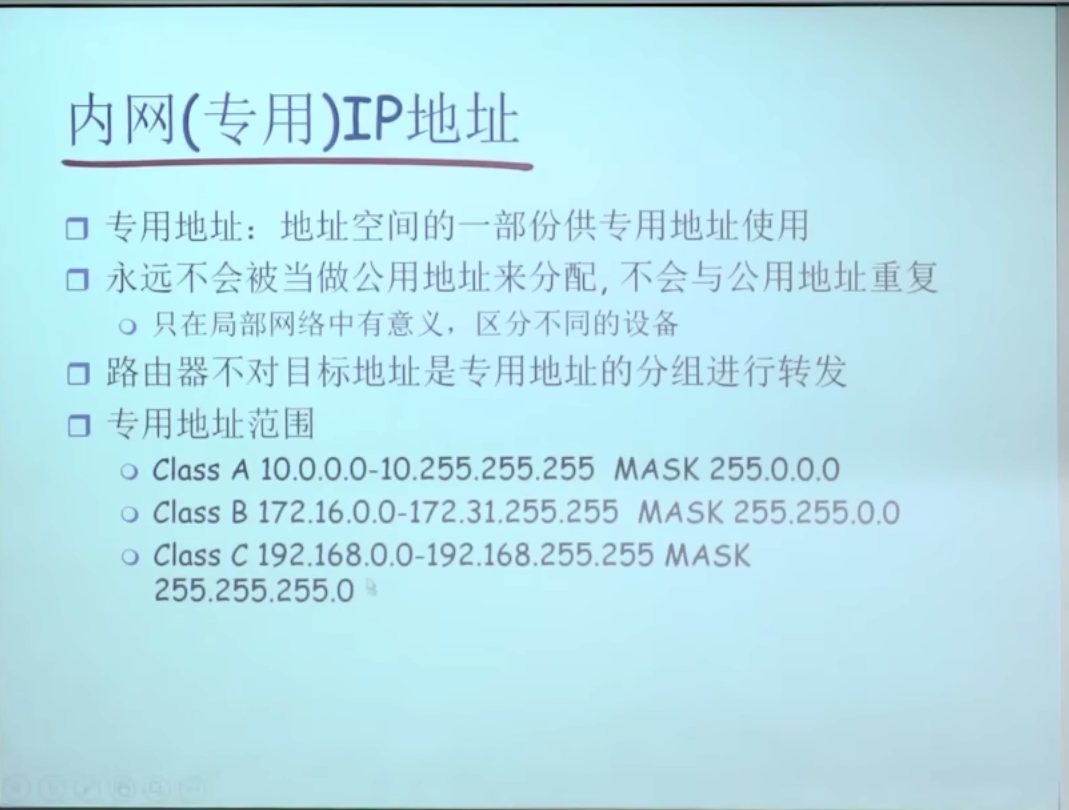 内网(专用)IP地址
专用地址：地址空间的一部份供专用地址使用
永远不会被当做公用地址来分配, 不会与公用地址重复
只在局部网络中有意义，区分不同的设备
路由器不对目标地址是专用地址的分组进行转发
专用地址范围
Class A 10.0.0.0-10.255.255.255 MASK 255.0.0.0
Class B 172.16.0.0-172.31.255.255 MASK 255.255.0.0
Class C 192.168.0.0-192.168.255.255 MASK
255.255.255.0